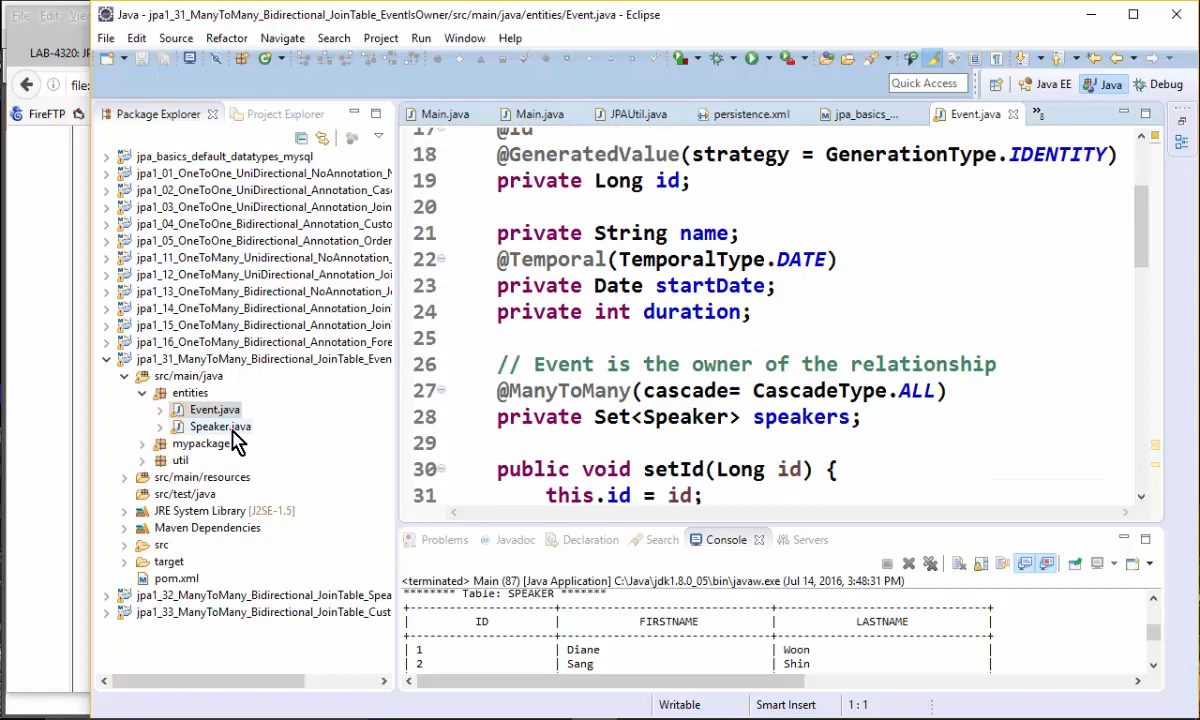 File Edit Vie
Java - jpa1_31_ManyToMany_Bidirectional_JoinTable_EventIsOwner/src/main/java/entities/Event.java - Eclipse
File Edit Source Refactor Navigate Search Project Run Window Help
LAB-4320: JP
file:
FireFTP
Quick Access
Java EE
Java
Debug
Package Explorer
Project Explorer
Main.java
Main.java
JPAUtil.java
persistence.xml
jpa_basics_...
Event.java
»8
jpa_basics_default_datatypes_mysql
jpa1_01_OneToOne_UniDirectional_NoAnnotation_N
jpa1_02_OneToOne_UniDirectional_Annotation_Cas
jpa1_03_OneToOne_UniDirectional_Annotation_Join
jpa1_04_OneToOne_Bidirectional_Annotation_Custo
jpa1_05_OneToOne_Bidirectional_Annotation_Order
jpa1_11_OneToMany_Unidirectional_NoAnnotation_
jpa1_12_OneToMany_UniDirectional_Annotation_Joi
jpa1_13_OneToMany_Bidirectional_NoAnnotation_J
jpa1_14_OneToMany_Bidirectional_Annotation_Join
jpa1_15_OneToMany_Bidirectional_Annotation_Join
jpa1_16_OneToMany_Bidirectional_Annotation_Fore
jpa1_31_ManyToMany_Bidirectional_JoinTable_Even
src/main/java
entities
Event.java
Speaker.java
mypackage
util
src/main/resources
src/test/java
JRE System Library [J2SE-1.5]
Maven Dependencies
src
target
pom.xml
jpa1_32_ManyToMany_Bidirectional_JoinTable_Spea
jpa1_33_ManyToMany_Bidirectional_JoinTable_Cust
17 @Id
18 @GeneratedValue(strategy = GenerationType.IDENTITY)
19 private Long id;
20
21 private String name;
22 @Temporal(TemporalType.DATE)
23 private Date startDate;
24 private int duration;
25
26 // Event is the owner of the relationship
27 @ManyToMany(cascade= CascadeType.ALL)
28 private Set<Speaker> speakers;
29
30 public void setId(Long id) {
31 this.id = id;
Problems
Javadoc
Declaration
Search
Console
Servers
<terminated> Main (87) [Java Application] C:\Java\jdk1.8.0_05\bin\javaw.exe (Jul 14, 2016, 3:48:31 PM)
******** Table: SPEAKER *******
+--------------------+------------------------------+------------------------------+
| ID | FIRSTNAME | LASTNAME |
+--------------------+------------------------------+------------------------------+
| 1 | Diane | Woon |
| 2 | Sang | Shin |
Writable
Smart Insert
1 : 1